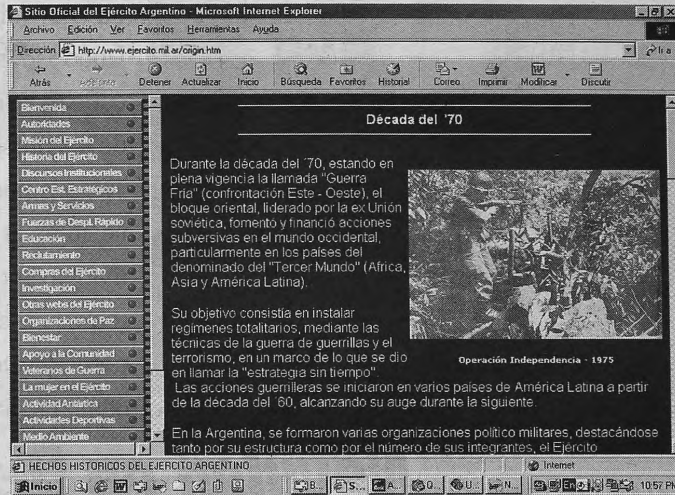 Sitio Oficial del Ejército Argentino - Microsoft Internet Explorer
Archivo Edición Ver Favoritos Herramientas Ayuda
Dirección http://www.ejercito.mil.ar/origin.htm Ir a
Atrás Adelante Detener Actualizar Inicio Búsqueda Favoritos Historial Correo Imprimir Modificar Discutir
Bienvenida
Autoridades
Misión del Ejército
Historia del Ejército
Discursos Institucionales
Centro Est. Estratégicos
Armas y Servicios
Fuerzas de Despl. Rápido
Educación
Reclutamiento
Compras del Ejército
Investigación
Otras webs del Ejército
Organizaciones de Paz
Bienestar
Apoyo a la Comunidad
Veteranos de Guerra
La mujer en el Ejército
Actividad Antártica
Actividades Deportivas
Medio Ambiente
Década del '70
Durante la década del ´70, estando en
plena vigencia la llamada "Guerra
Fría" (confrontación Este - Oeste), el
bloque oriental, liderado por la ex Unión
soviética, fomentó y financió acciones
subversivas en el mundo occidental,
particularmente en los países del
denominado del "Tercer Mundo" (Africa,
Asia y América Latina).
Su objetivo consistía en instalar
regímenes totalitarios, mediante las
técnicas de la guerra de guerrillas y el
terrorismo, en un marco de lo que se dio
en llamar la "estrategia sin tiempo".
Las acciones guerrilleras se iniciaron en varios países de América Latina a partir
de la década del ´60, alcanzando su auge durante la siguiente.
En la Argentina, se formaron varias organizaciones político militares, destacándose
tanto por su estructura como por el número de sus integrantes, el Ejército
Operación Independencia - 1975
HECHOS HISTORICOS DEL EJERCITO ARGENTINO Internet
Inicio B... S... A... Q... U... N... En 10:57 PM